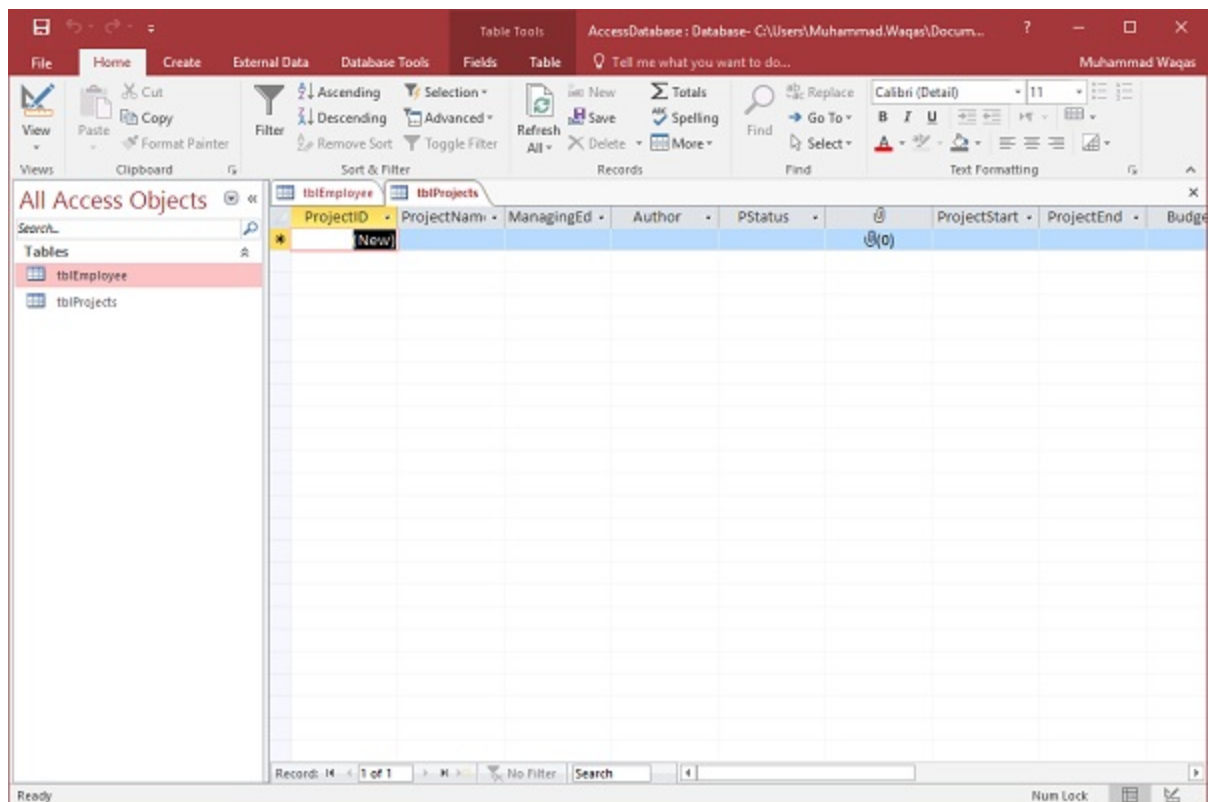 Table Tools AccessDatabase : Database- C:\Users\Muhammad.Waqas\Docum... ?
File Home Create External Data Database Tools Fields Table Tell me what you want to do... Muhammad Waqas
View
Views
Paste
Cut
Copy
Format Painter
Clipboard
Filter
Ascending
Descending
Remove Sort
Selection
Advanced
Toggle Filter
Sort & Filter
Refresh
All
New
Save
Delete
Totals
Spelling
More
Records
Find
Replace
Go To
Select
Find
Calibri (Detail) 11
B I U
A
Text Formatting
All Access Objects
Search...
Tables
tblEmployee
tblProjects
tblEmployee tblProjects
ProjectID ProjectNam ManagingEd Author PStatus ProjectStart ProjectEnd Budge
(New) (0)
Record: 1 of 1 No Filter Search
Ready Num Lock